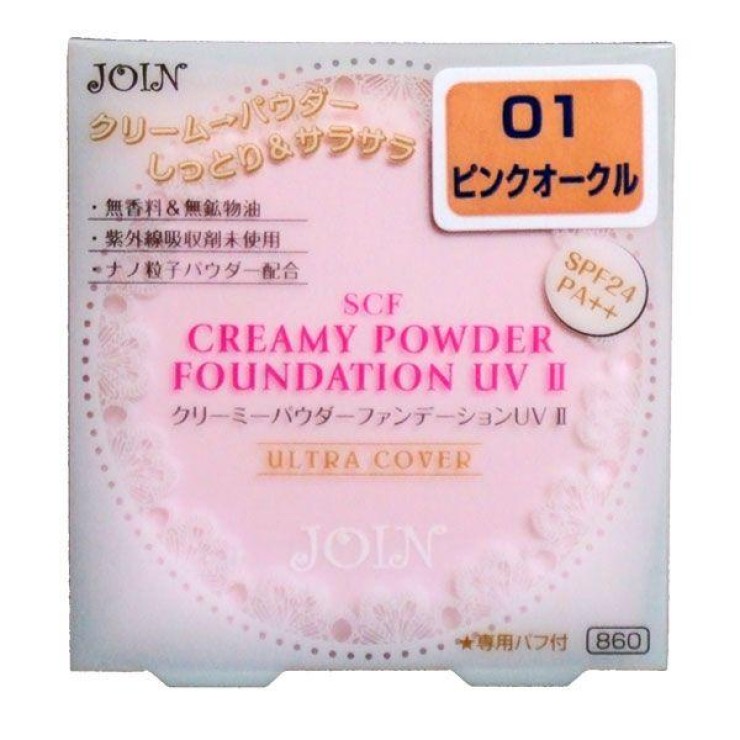 JOIN
クリーム→パウダー
しっとり&サラサラ
・無香料&無鉱物油
・紫外線吸収剤未使用
・ナノ粒子パウダー配合
01
ピンクオークル
SPF24
PA++
SCF
CREAMY POWDER
FOUNDATION UV Ⅱ
クリーミーパウダーファンデーションUV Ⅱ
ULTRA COVER
JOIN
★専用パフ付
860